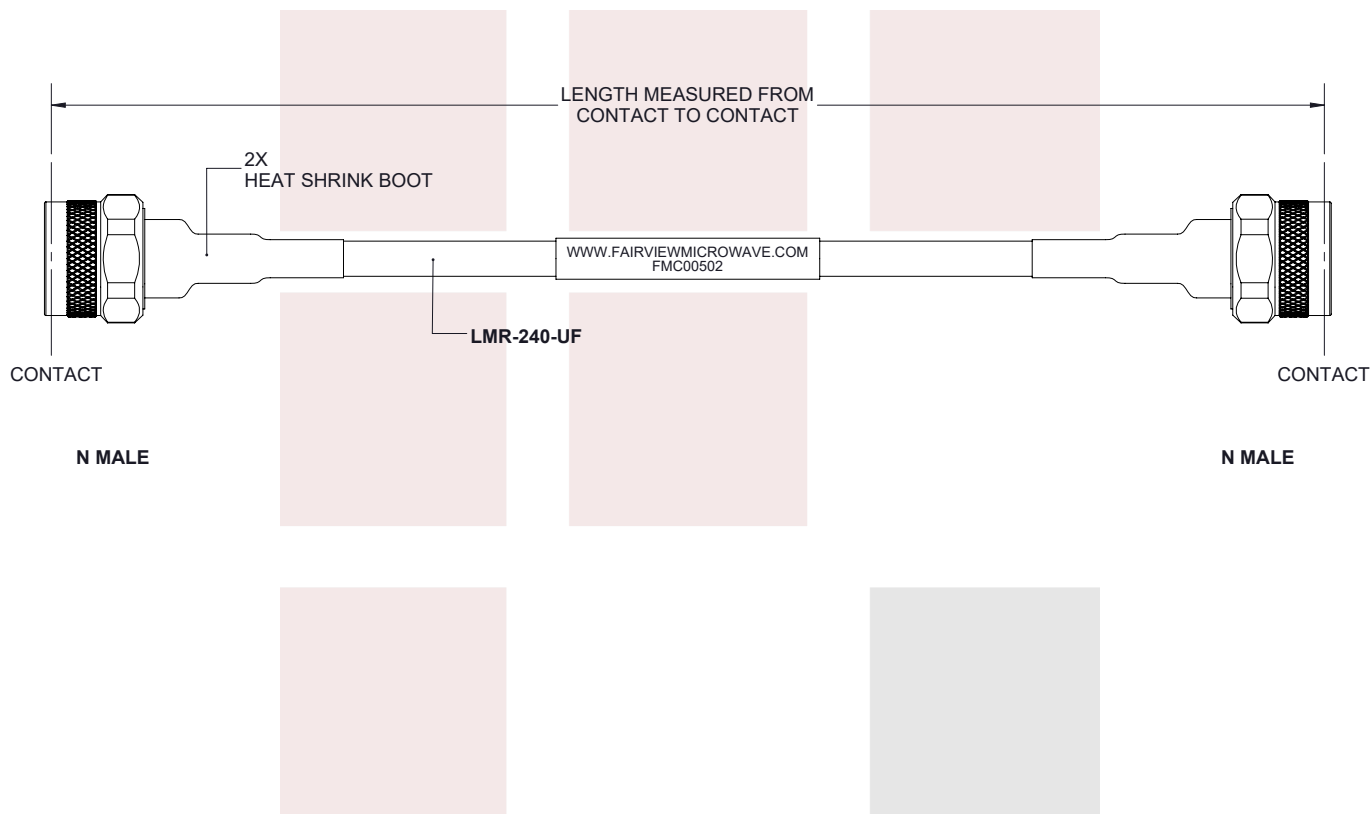 LENGTH MEASURED FROM
CONTACT TO CONTACT
2X
HEAT SHRINK BOOT
WWW.FAIRVIEWMICROWAVE.COM
FMC00502
LMR-240-UF
CONTACT
CONTACT
N MALE
N MALE